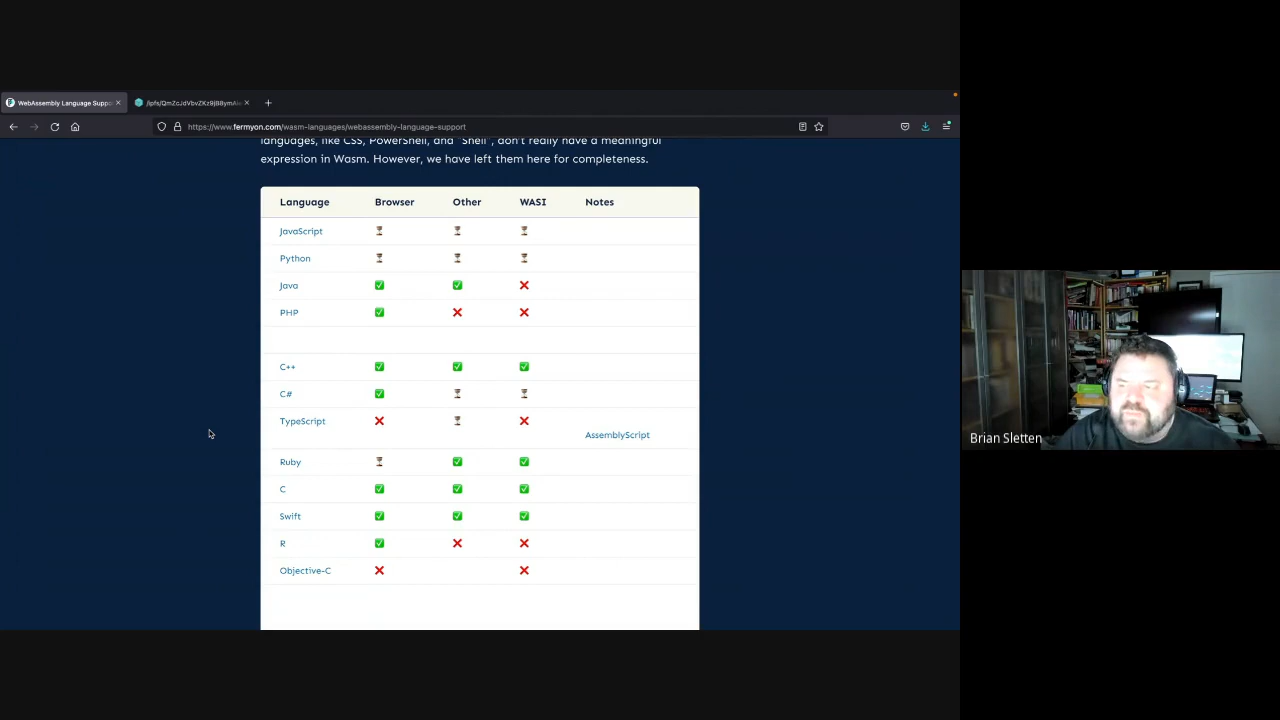 WebAssembly Language Suppo
https://www.fermyon.com/wasm-languages/webassembly-language-support
languages, like CSS, PowerShell, and "Shell", don't really have a meaningful
expression in Wasm. However, we have left them here for completeness.
Language Browser Other WASI Notes
JavaScript
Python
Java
PHP
C++
C#
TypeScript
AssemblyScript
Ruby
C
Swift
R
Objective-C
Brian Sletten